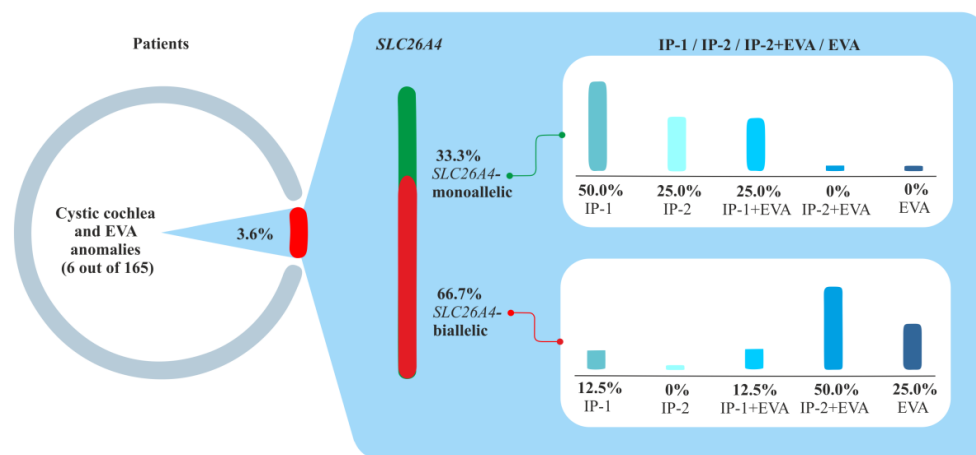 Patients
SLC26A4
IP-1 / IP-2 / IP-2+EVA / EVA
Cystic cochlea
and EVA
anomalies
(6 out of 165)
3.6%
33.3%
SLC26A4-
monoallelic
50.0% 25.0% 25.0% 0% 0%
IP-1 IP-2 IP-1+EVA IP-2+EVA EVA
66.7%
SLC26A4-
biallelic
12.5% 0% 12.5% 50.0% 25.0%
IP-1 IP-2 IP-1+EVA IP-2+EVA EVA